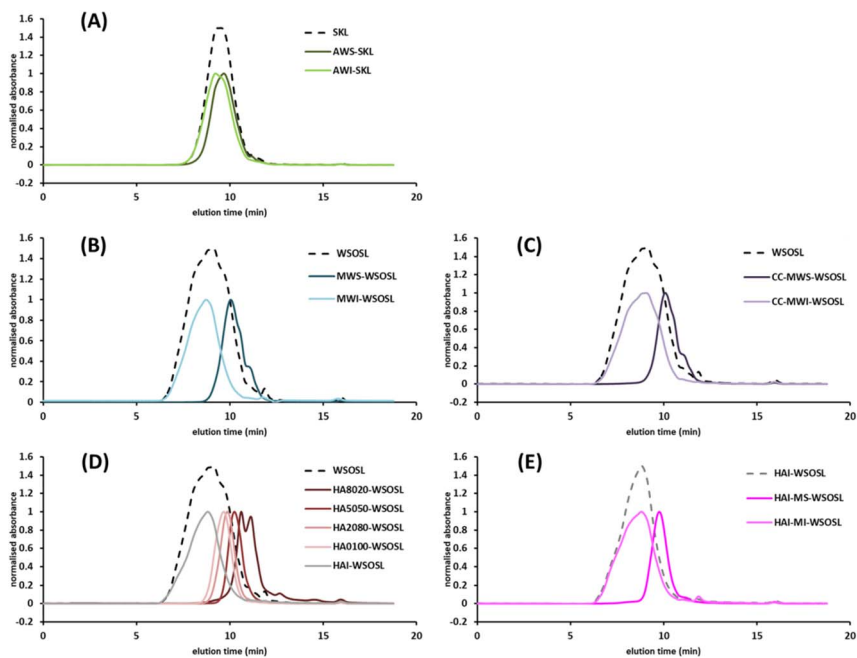 (A)
normalised absorbance
1.6
1.4
1.2
1
0.8
0.6
0.4
0.2
0
-0.2
0
5
10
15
20
elution time (min)
SKL
AWS-SKL
AWI-SKL
(B)
normalised absorbance
1.6
1.4
1.2
1
0.8
0.6
0.4
0.2
0
-0.2
0
5
10
15
20
elution time (min)
WSOSL
MWS-WSOSL
MWI-WSOSL
(C)
normalised absorbance
1.6
1.4
1.2
1.0
0.8
0.6
0.4
0.2
0.0
-0.2
0
5
10
15
20
elution time (min)
WSOSL
CC-MWS-WSOSL
CC-MWI-WSOSL
(D)
normalised absorbance
1.6
1.4
1.2
1
0.8
0.6
0.4
0.2
0
-0.2
0
5
10
15
20
elution time (min)
WSOSL
HA8020-WSOSL
HA5050-WSOSL
HA2080-WSOSL
HA0100-WSOSL
HAI-WSOSL
(E)
normalised absorbance
1.6
1.4
1.2
1
0.8
0.6
0.4
0.2
0
-0.2
0
5
10
15
20
elution time (min)
HAI-WSOSL
HAI-MS-WSOSL
HAI-MI-WSOSL